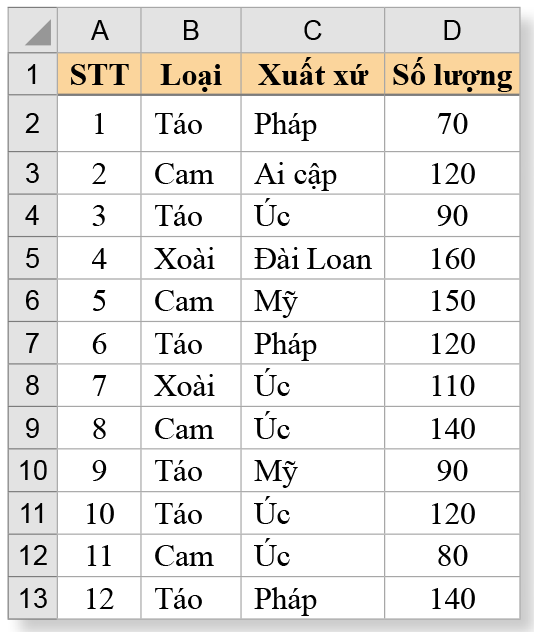 A B C D
1 STT Loại Xuất xứ Số lượng
2 1 Táo Pháp 70
3 2 Cam Ai cập 120
4 3 Táo Úc 90
5 4 Xoài Đài Loan 160
6 5 Cam Mỹ 150
7 6 Táo Pháp 120
8 7 Xoài Úc 110
9 8 Cam Úc 140
10 9 Táo Mỹ 90
11 10 Táo Úc 120
12 11 Cam Úc 80
13 12 Táo Pháp 140